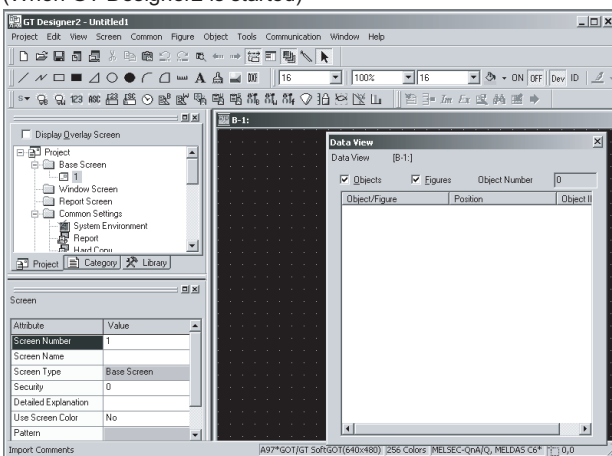 (When GT Designer2 is started)
GT Designer2 - Untitled1
Project Edit View Screen Common Figure Object Tools Communication Window Help
A 16 100% 16 ON OFF Dev ID
123
Display Overlay Screen
Project
Base Screen
1
Window Screen
Report Screen
Common Settings
System Environment
Report
Hard Copy
Project Category Library
B-1:
Data View
Data View [B-1:]
Objects Figures Object Number 0
Object/Figure Position Object I
Screen
Attribute Value
Screen Number 1
Screen Name
Screen Type Base Screen
Security 0
Detailed Explanation
Use Screen Color No
Pattern
Import Comments A97*GOT/GT SoftGOT(640x480) 256 Colors MELSEC-QnA/Q, MELDAS C6* 0,0